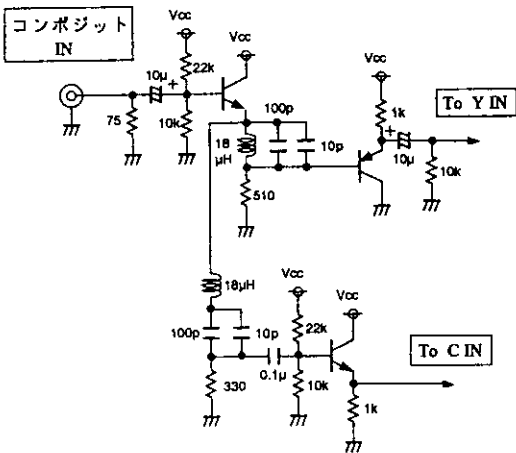 コンポジット
IN
Vcc
Vcc
10μ
+
22k
75
10k
18
μH
100p
10p
510
Vcc
1k
+
10μ
10k
To Y IN
18μH
100p
10p
330
0.1μ
Vcc
22k
10k
Vcc
1k
To C IN